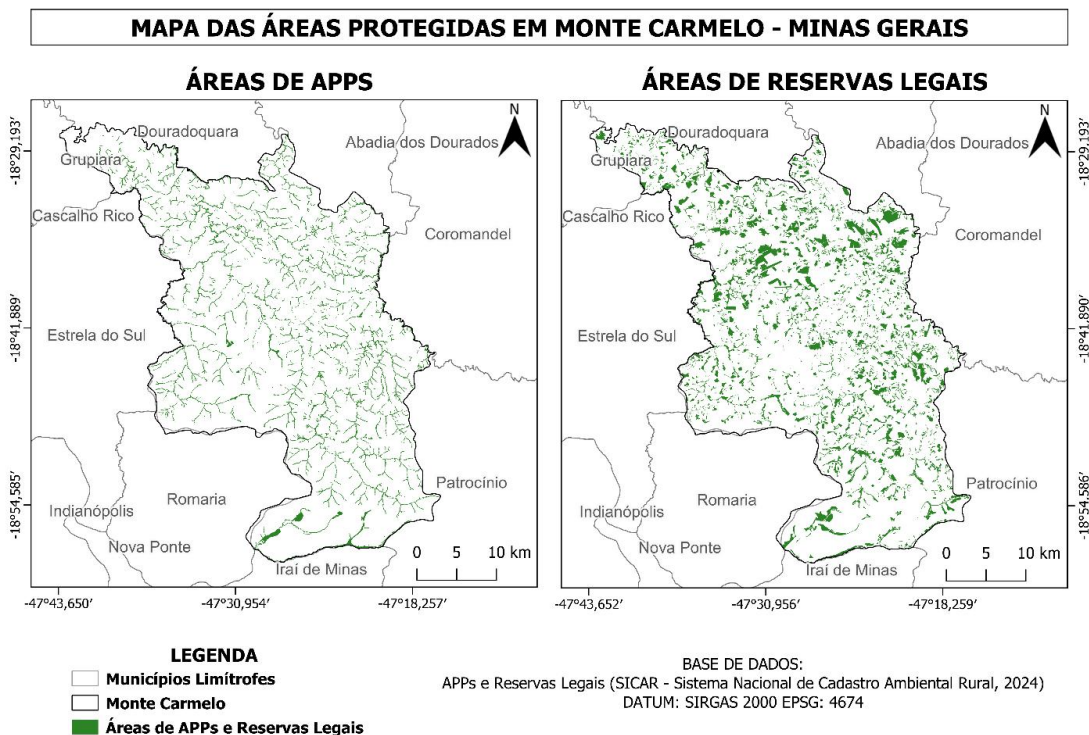 MAPA DAS ÁREAS PROTEGIDAS EM MONTE CARMELO - MINAS GERAIS
ÁREAS DE APPS
N
Douradoquara
Abadia dos Dourados
Grupiara
Cascalho Rico
Coromandel
Estrela do Sul
Patrocínio
Romaria
Indianópolis
Nova Ponte
Iraí de Minas
0 5 10 km
-18°29,193'
-18°41,889'
-18°54,585'
-47°43,650'
-47°30,954'
-47°18,257'
ÁREAS DE RESERVAS LEGAIS
N
Douradoquara
Abadia dos Dourados
Grupiara
Cascalho Rico
Coromandel
Estrela do Sul
Patrocínio
Romaria
Indianópolis
Nova Ponte
Iraí de Minas
0 5 10 km
-18°29,193'
-18°41,890'
-18°54,586'
-47°43,652'
-47°30,956'
-47°18,259'
LEGENDA
Municípios Limítrofes
Monte Carmelo
Áreas de APPs e Reservas Legais
BASE DE DADOS:
APPs e Reservas Legais (SICAR - Sistema Nacional de Cadastro Ambiental Rural, 2024)
DATUM: SIRGAS 2000 EPSG: 4674